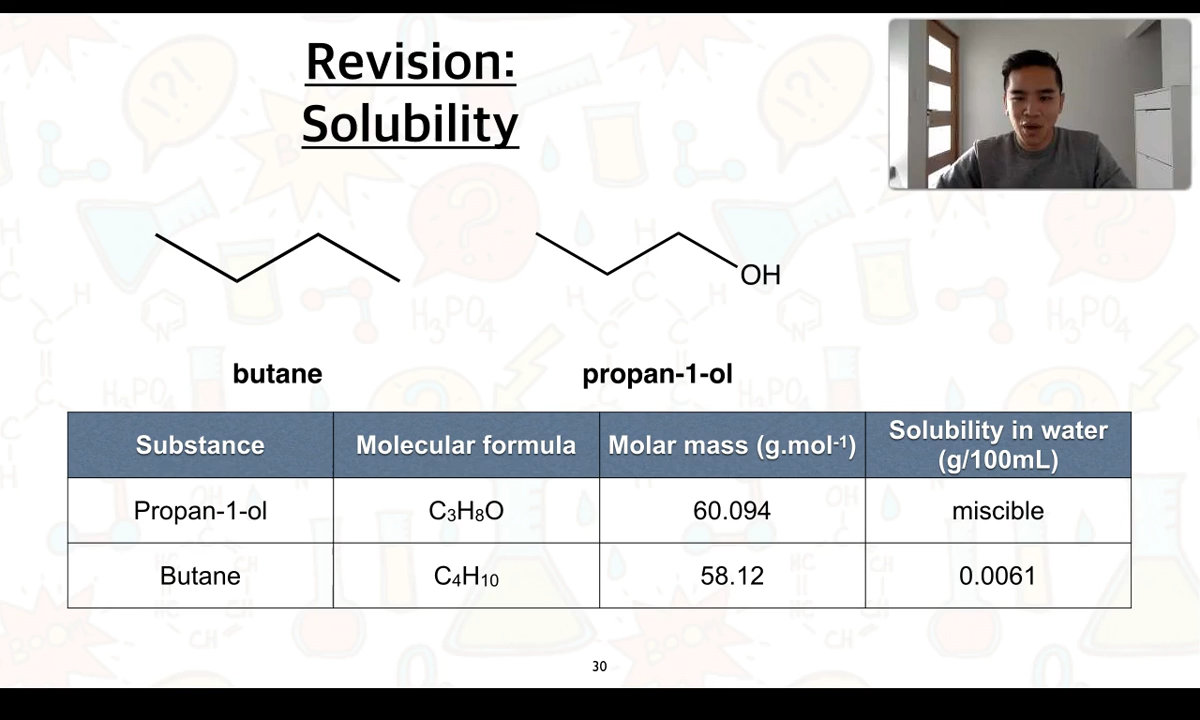 Revision:
Solubility
OH
butane
propan-1-ol
Substance
Molecular formula
Molar mass (g.mol⁻¹)
Solubility in water
(g/100mL)
Propan-1-ol
C₃H₈O
60.094
miscible
Butane
C₄H₁₀
58.12
0.0061
30